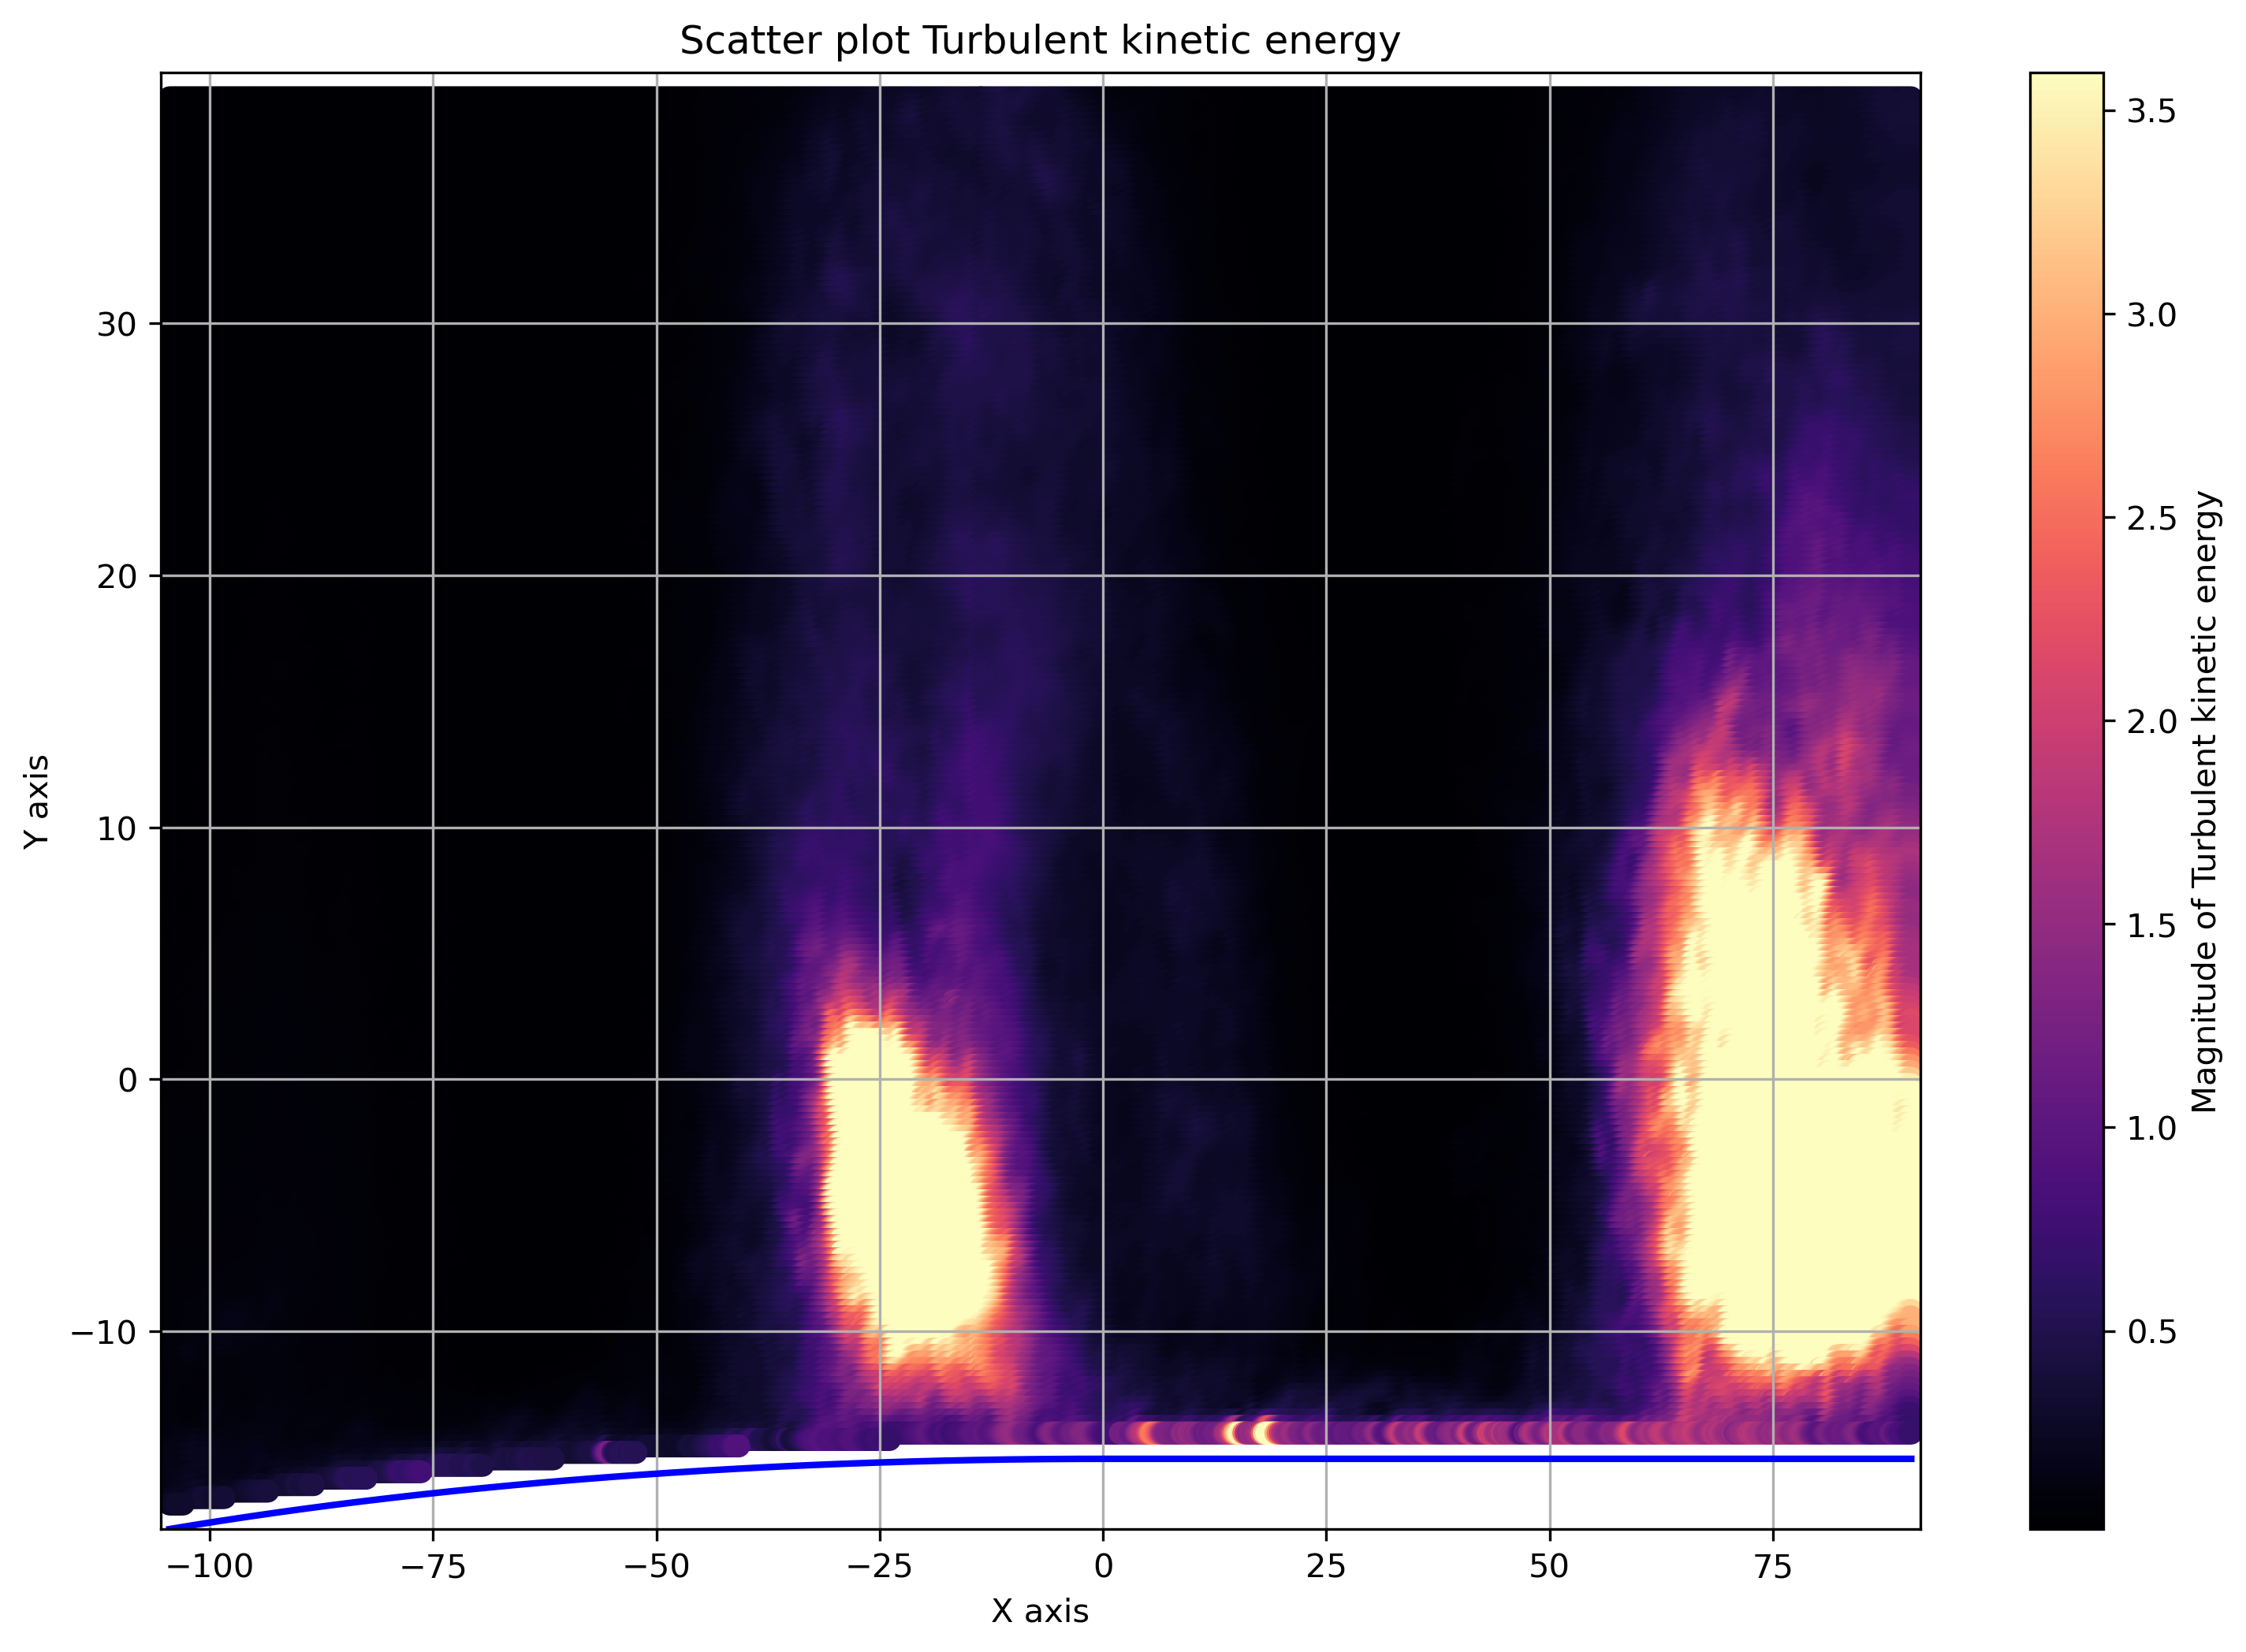 Scatter plot Turbulent kinetic energy
Y axis
30
20
10
0
−10
−100 −75 −50 −25 0 25 50 75
X axis
3.5
3.0
2.5
2.0
1.5
1.0
0.5
Magnitude of Turbulent kinetic energy